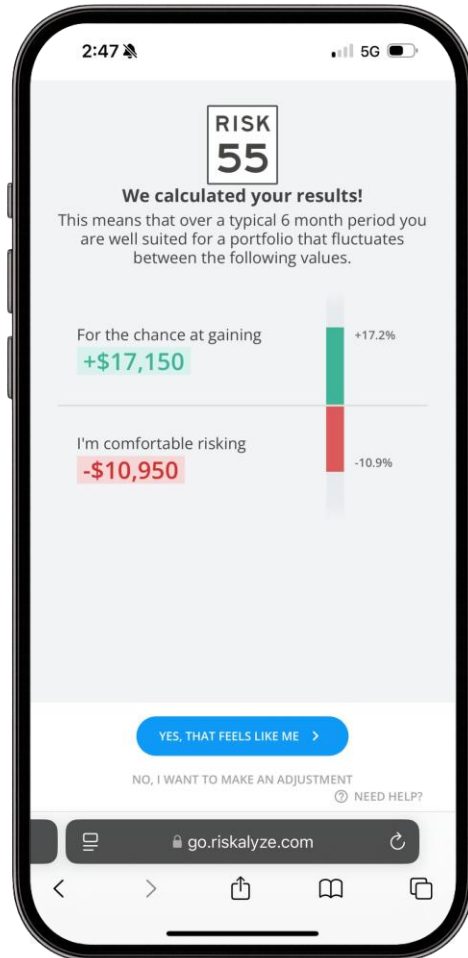 2:47
5G
RISK
55
We calculated your results!
This means that over a typical 6 month period you
are well suited for a portfolio that fluctuates
between the following values.
For the chance at gaining
+17.2%
+$17,150
I'm comfortable risking
-10.9%
-$10,950
YES, THAT FEELS LIKE ME
NO, I WANT TO MAKE AN ADJUSTMENT
NEED HELP?
go.riskalyze.com